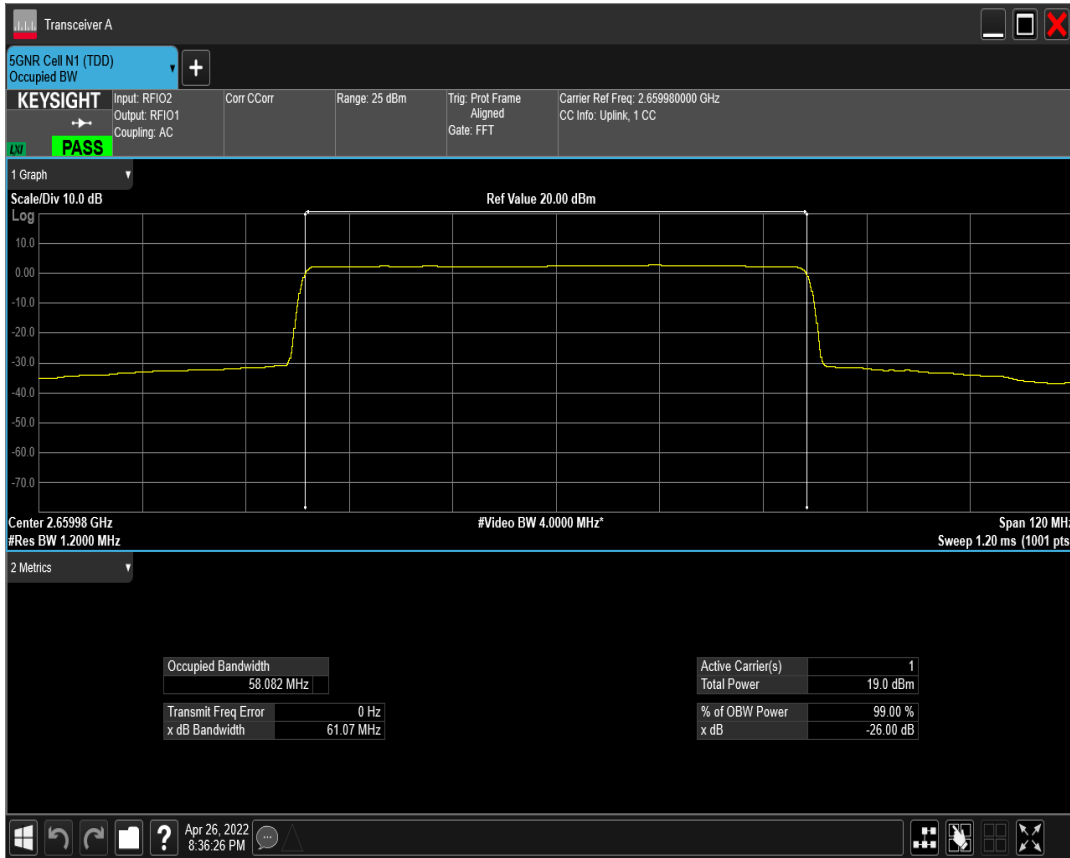 Transceiver A
5GNR Cell N1 (TDD)
Occupied BW
+
KEYSIGHT
LXI
PASS
Input: RFIO2
Output: RFIO1
Coupling: AC
Corr CCorr
Range: 25 dBm
Trig: Prot Frame
Aligned
Gate: FFT
Carrier Ref Freq: 2.659980000 GHz
CC Info: Uplink, 1 CC
1 Graph
Scale/Div 10.0 dB
Ref Value 20.00 dBm
Log
10.0
0.00
-10.0
-20.0
-30.0
-40.0
-50.0
-60.0
-70.0
Center 2.65998 GHz
#Video BW 4.0000 MHz*
Span 120 MHz
#Res BW 1.2000 MHz
Sweep 1.20 ms (1001 pts
2 Metrics
Occupied Bandwidth
58.082 MHz
Transmit Freq Error 0 Hz
x dB Bandwidth 61.07 MHz
Active Carrier(s) 1
Total Power 19.0 dBm
% of OBW Power 99.00 %
x dB -26.00 dB
?
Apr 26, 2022
8:36:26 PM